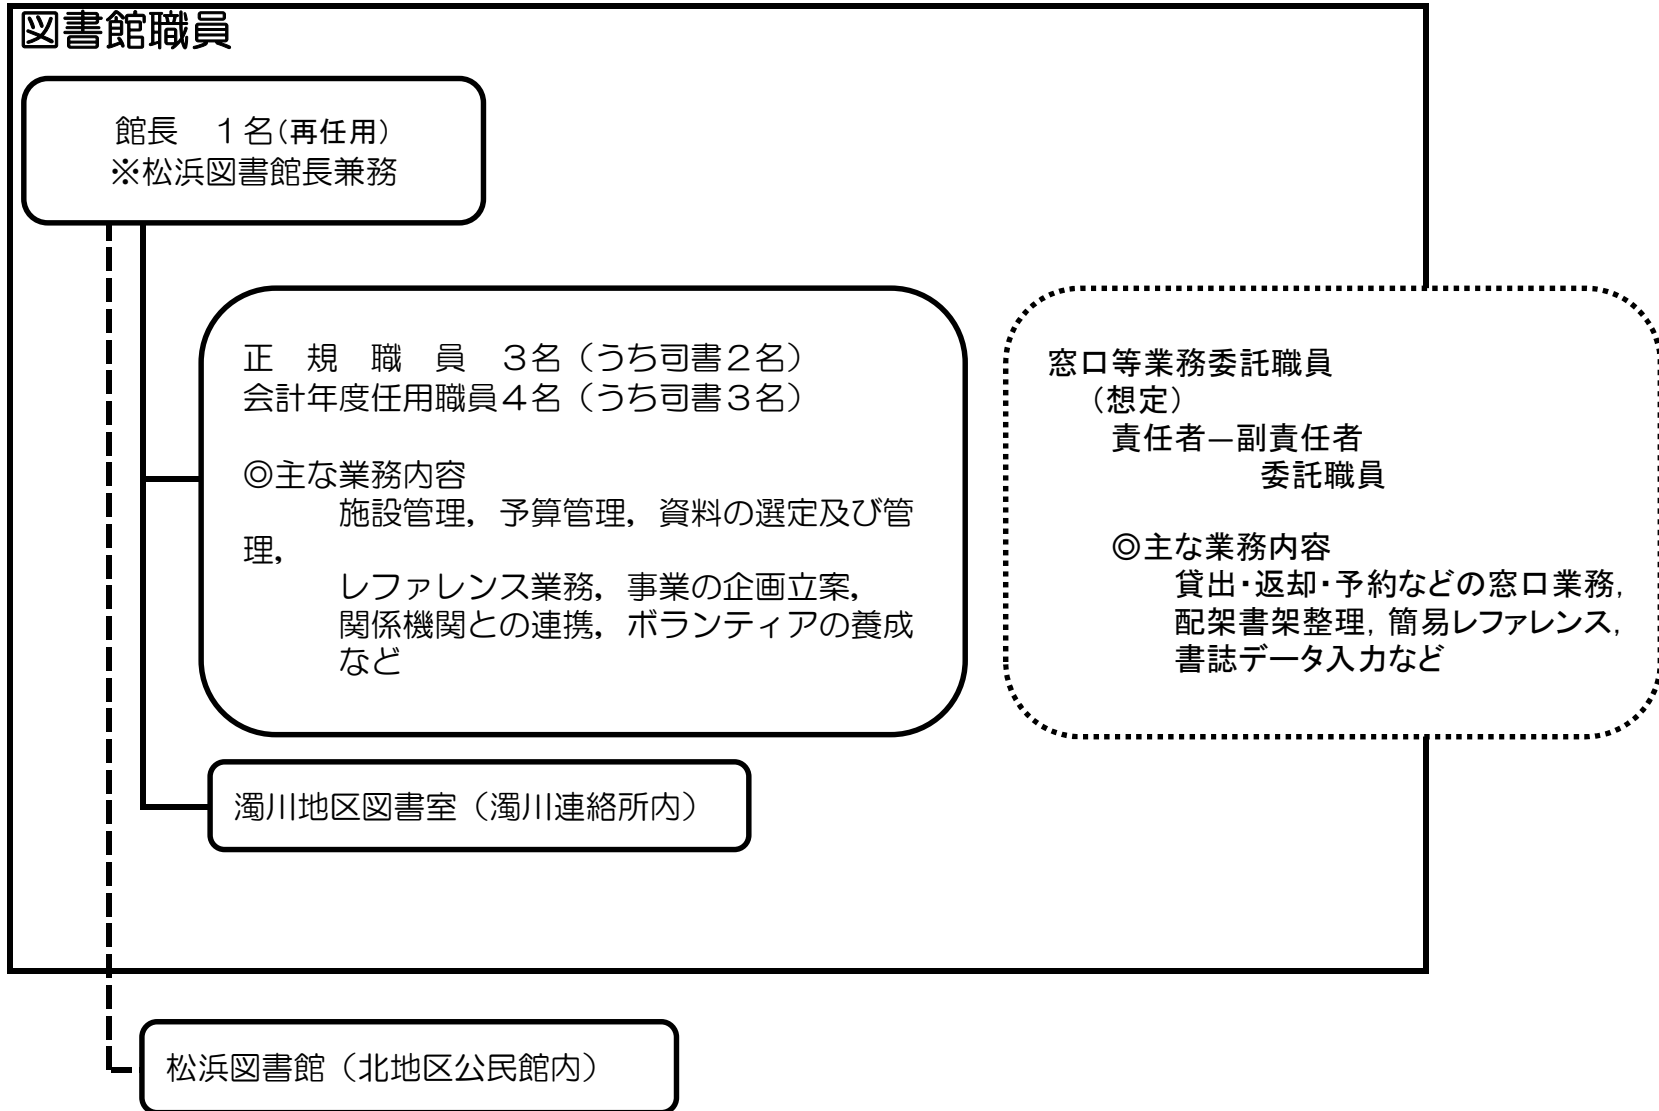 図書館職員
館長　１名(再任用)
※松浜図書館長兼務
正　規　職　員　３名（うち司書２名）
会計年度任用職員４名（うち司書３名）
◎主な業務内容
施設管理，予算管理，資料の選定及び管
理，
レファレンス業務，事業の企画立案，
関係機関との連携，ボランティアの養成
など
窓口等業務委託職員
（想定）
責任者―副責任者
委託職員
◎主な業務内容
貸出・返却・予約などの窓口業務，
配架書架整理，簡易レファレンス，
書誌データ入力など
濁川地区図書室（濁川連絡所内）
松浜図書館（北地区公民館内）